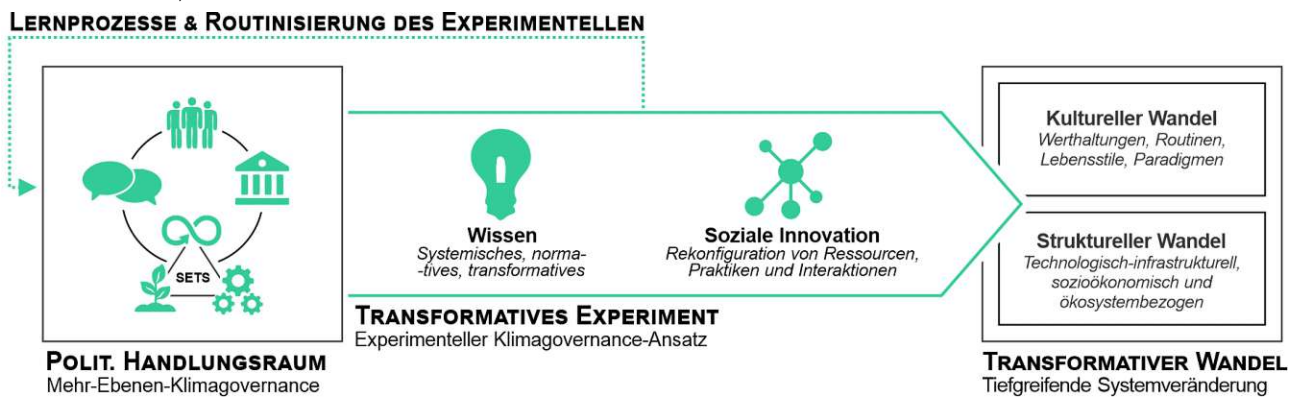 LERNPROZESSE & ROUTINISIERUNG DES EXPERIMENTELLEN
SETS
POLIT. HANDLUNGSRAUM
Mehr-Ebenen-Klimagovernance
Wissen
Systemisches, norma-
-tives, transformatives
Soziale Innovation
Rekonfiguration von Ressourcen,
Praktiken und Interaktionen
TRANSFORMATIVES EXPERIMENT
Experimenteller Klimagovernance-Ansatz
Kultureller Wandel
Werthaltungen, Routinen,
Lebensstile, Paradigmen
Struktureller Wandel
Technologisch-infrastrukturell,
sozioökonomisch und
ökosystembezogen
TRANSFORMATIVER WANDEL
Tiefgreifende Systemveränderung